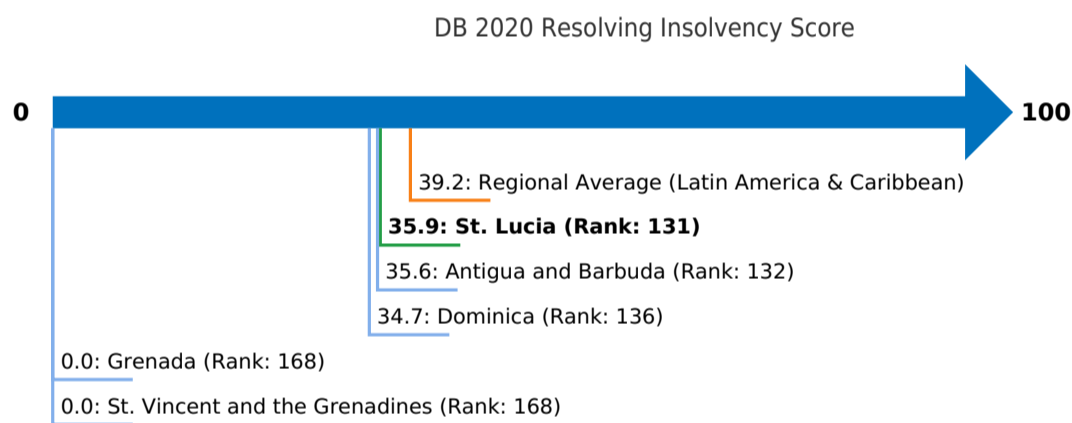 DB 2020 Resolving Insolvency Score
0
100
39.2: Regional Average (Latin America & Caribbean)
35.9: St. Lucia (Rank: 131)
35.6: Antigua and Barbuda (Rank: 132)
34.7: Dominica (Rank: 136)
0.0: Grenada (Rank: 168)
0.0: St. Vincent and the Grenadines (Rank: 168)